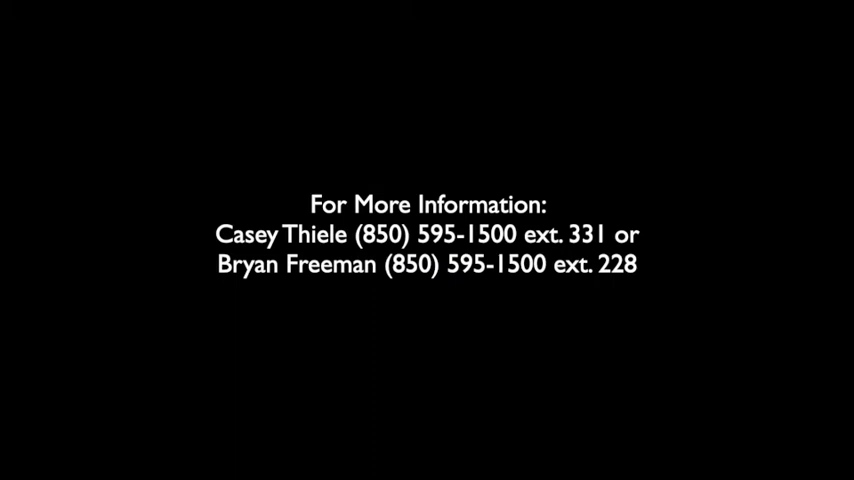 For More Information:
Casey Thiele (850) 595-1500 ext. 331 or
Bryan Freeman (850) 595-1500 ext. 228